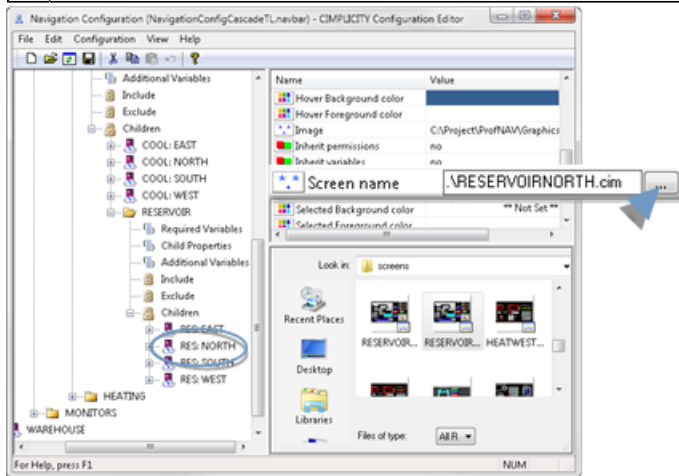 Navigation Configuration (NavigationConfigCascadeTL.navbar) - CIMPLICITY Configuration Editor
File Edit Configuration View Help
Additional Variables
Include
Exclude
Children
COOL: EAST
COOL: NORTH
COOL: SOUTH
COOL: WEST
RESERVOIR
Required Variables
Child Properties
Additional Variables
Include
Exclude
Children
RES: EAST
RES: NORTH
RES: SOUTH
RES: WEST
HEATING
MONITORS
WAREHOUSE
Name Value
Hover Background color
Hover Foreground color
Image C:\Project\ProfNAV\Graphics
Inherit permissions no
Inherit variables no
Screen name .\RESERVOIRNORTH.cim ...
Selected Background color ** Not Set **
Selected Foreground color
Look in: screens
Recent Places
Desktop
Libraries
RESERVOIR... RESERVOIR... HEATWEST...
Files of type: All R
For Help, press F1 NUM